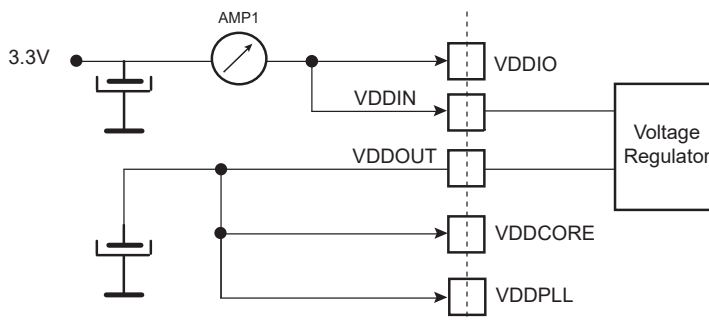 AMP1
3.3V
VDDIO
VDDIN
Voltage
Regulator
VDDOUT
VDDCORE
VDDPLL